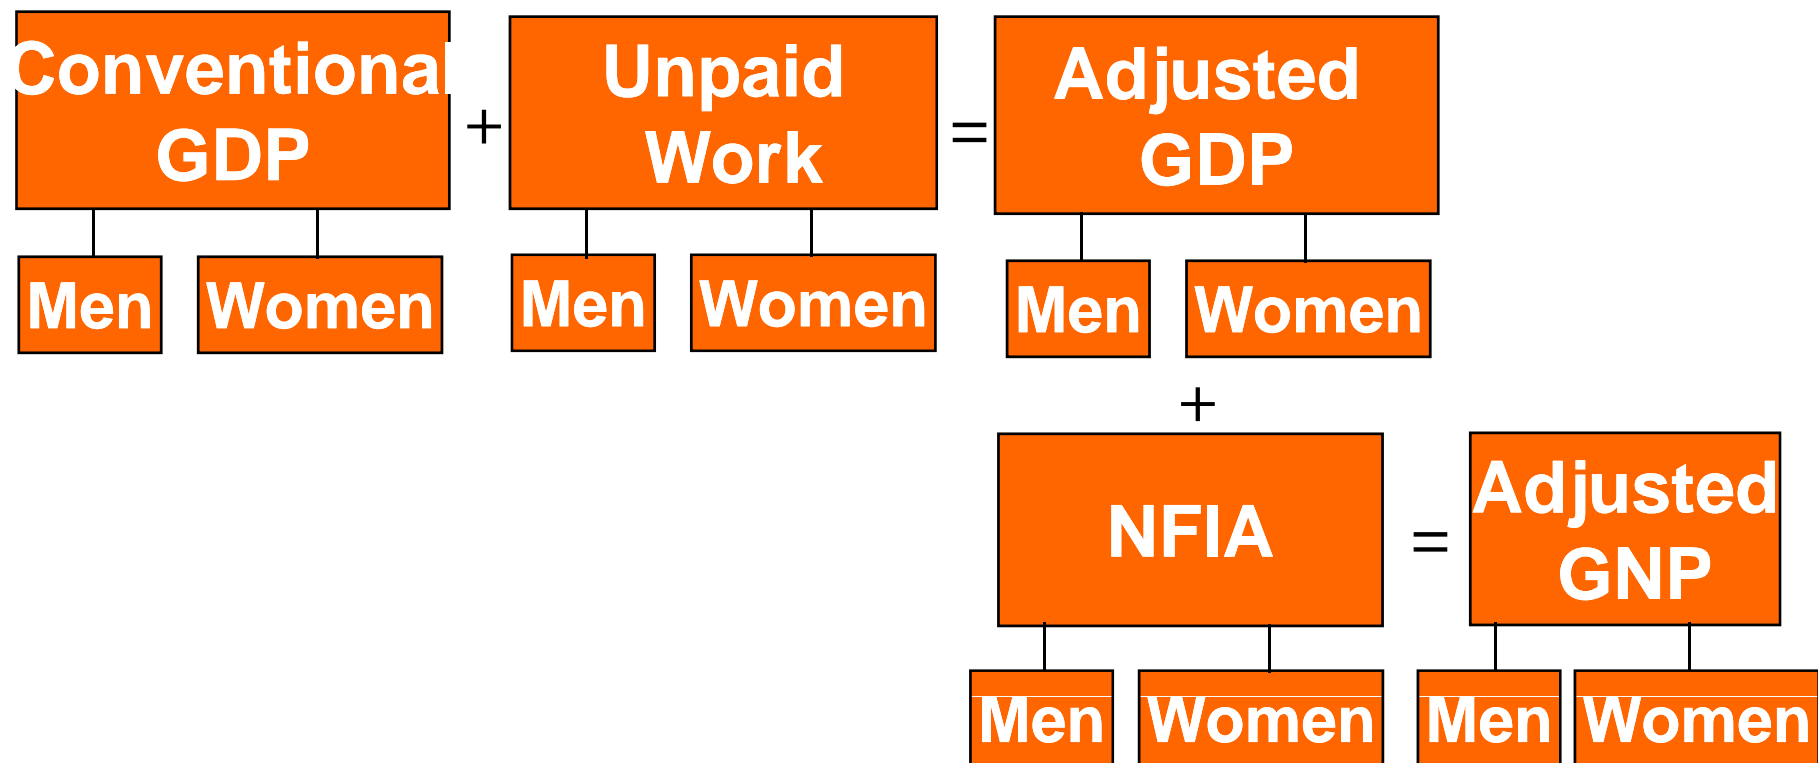 Conventional
GDP
+
Unpaid
Work
=
Adjusted
GDP
Men
Women
Men
Women
Men
Women
+
NFIA
=
Adjusted
GNP
Men
Women
Men
Women